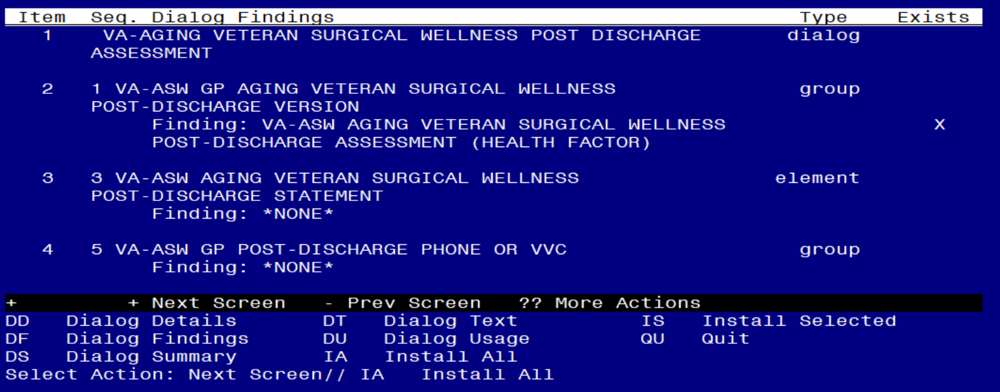 Item  Seq. Dialog Findings  Type  Exists
1  VA-AGING VETERAN SURGICAL WELLNESS POST DISCHARGE  dialog
ASSESSMENT
2  1 VA-ASW GP AGING VETERAN SURGICAL WELLNESS  group
POST-DISCHARGE VERSION
Finding: VA-ASW AGING VETERAN SURGICAL WELLNESS  X
POST-DISCHARGE ASSESSMENT (HEALTH FACTOR)
3  3 VA-ASW AGING VETERAN SURGICAL WELLNESS  element
POST-DISCHARGE STATEMENT
Finding: *NONE*
4  5 VA-ASW GP POST-DISCHARGE PHONE OR VVC  group
Finding: *NONE*
+  + Next Screen  - Prev Screen  ?? More Actions
DD  Dialog Details  DT  Dialog Text  IS  Install Selected
DF  Dialog Findings  DU  Dialog Usage  QU  Quit
DS  Dialog Summary  IA  Install All
Select Action: Next Screen// IA  Install All